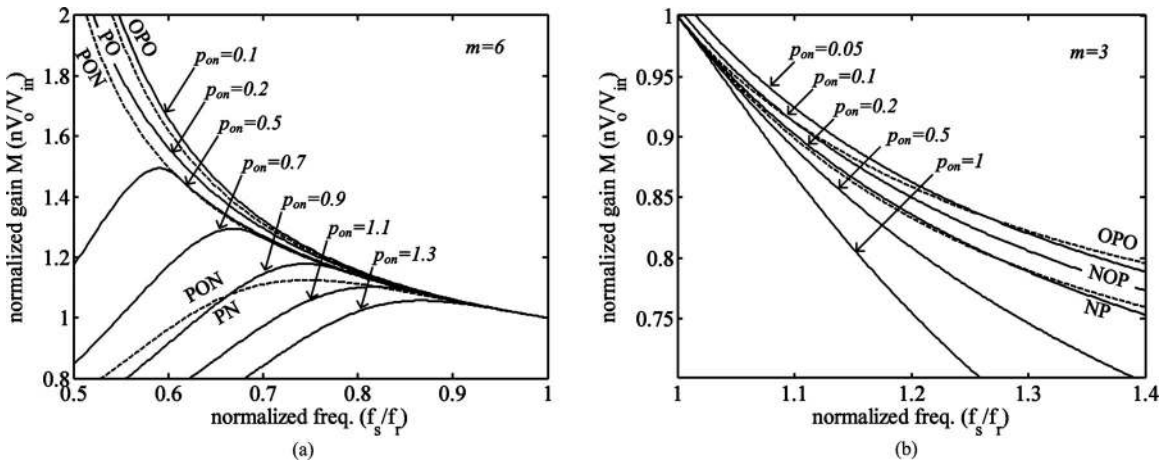 2
1.8
1.6
1.4
1.2
1
0.8
normalized gain M (nV_o/V_in)
PON
PO
OPO
m=6
p_on=0.1
p_on=0.2
p_on=0.5
p_on=0.7
p_on=0.9
p_on=1.1
p_on=1.3
PON
PN
0.5 0.6 0.7 0.8 0.9 1
normalized freq. (f_s/f_r)
(a)
1
0.95
0.9
0.85
0.8
0.75
normalized gain M (nV_o/V_in)
m=3
p_on=0.05
p_on=0.1
p_on=0.2
p_on=0.5
p_on=1
OPO
NOP
NP
1 1.1 1.2 1.3 1.4
normalized freq. (f_s/f_r)
(b)